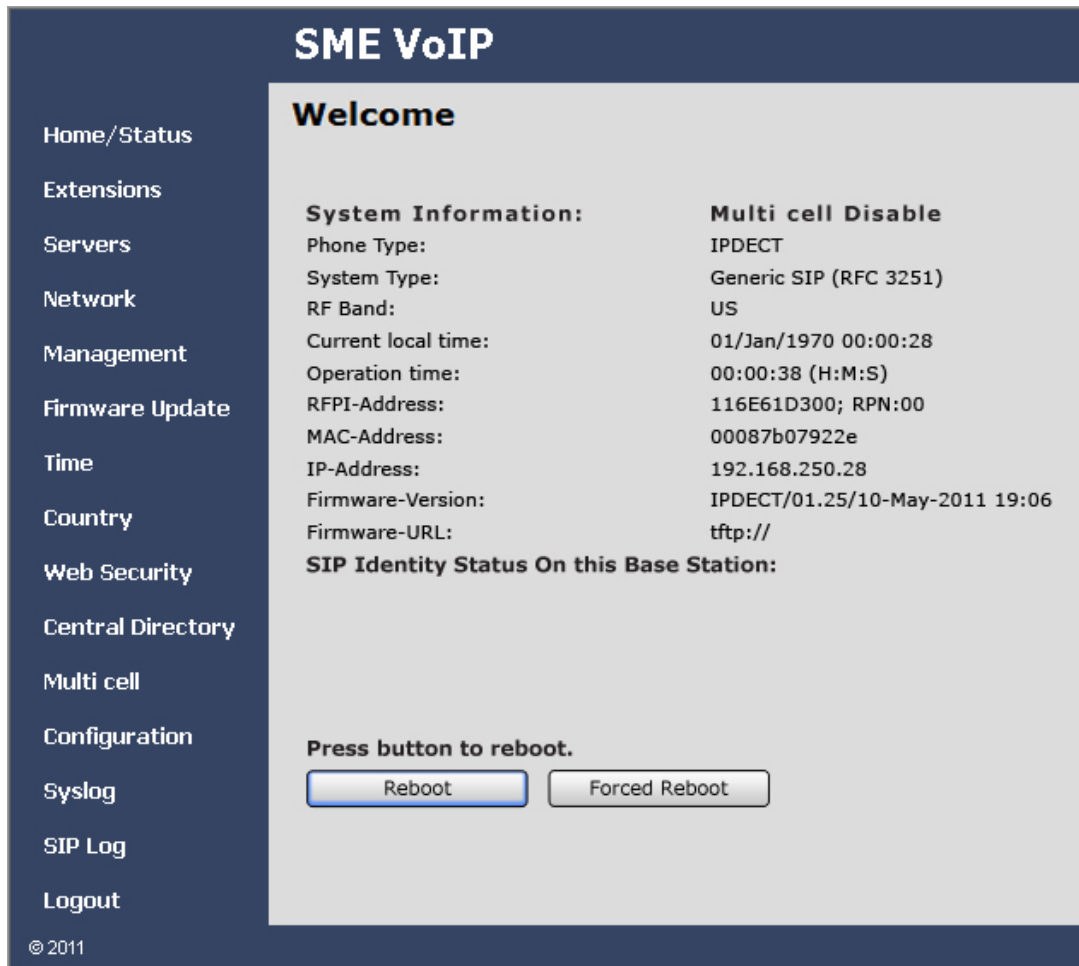 SME VoIP
Home/Status
Extensions
Servers
Network
Management
Firmware Update
Time
Country
Web Security
Central Directory
Multi cell
Configuration
Syslog
SIP Log
Logout
Welcome
System Information: Multi cell Disable
Phone Type: IPDECT
System Type: Generic SIP (RFC 3251)
RF Band: US
Current local time: 01/Jan/1970 00:00:28
Operation time: 00:00:38 (H:M:S)
RFPI-Address: 116E61D300; RPN:00
MAC-Address: 00087b07922e
IP-Address: 192.168.250.28
Firmware-Version: IPDECT/01.25/10-May-2011 19:06
Firmware-URL: tftp://
SIP Identity Status On this Base Station:
Press button to reboot.
Reboot Forced Reboot
© 2011